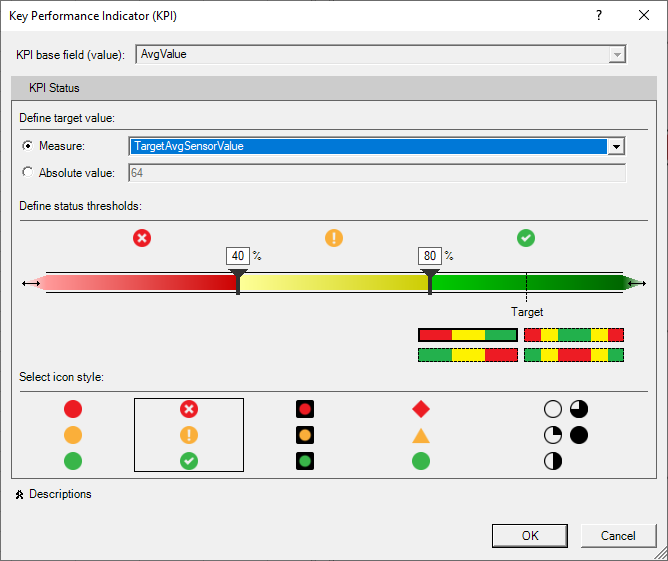 Key Performance Indicator (KPI)
?
KPI base field (value): AvgValue
KPI Status
Define target value:
Measure: TargetAvgSensorValue
Absolute value: 64
Define status thresholds:
40 % 80 %
Target
Select icon style:
Descriptions
OK Cancel